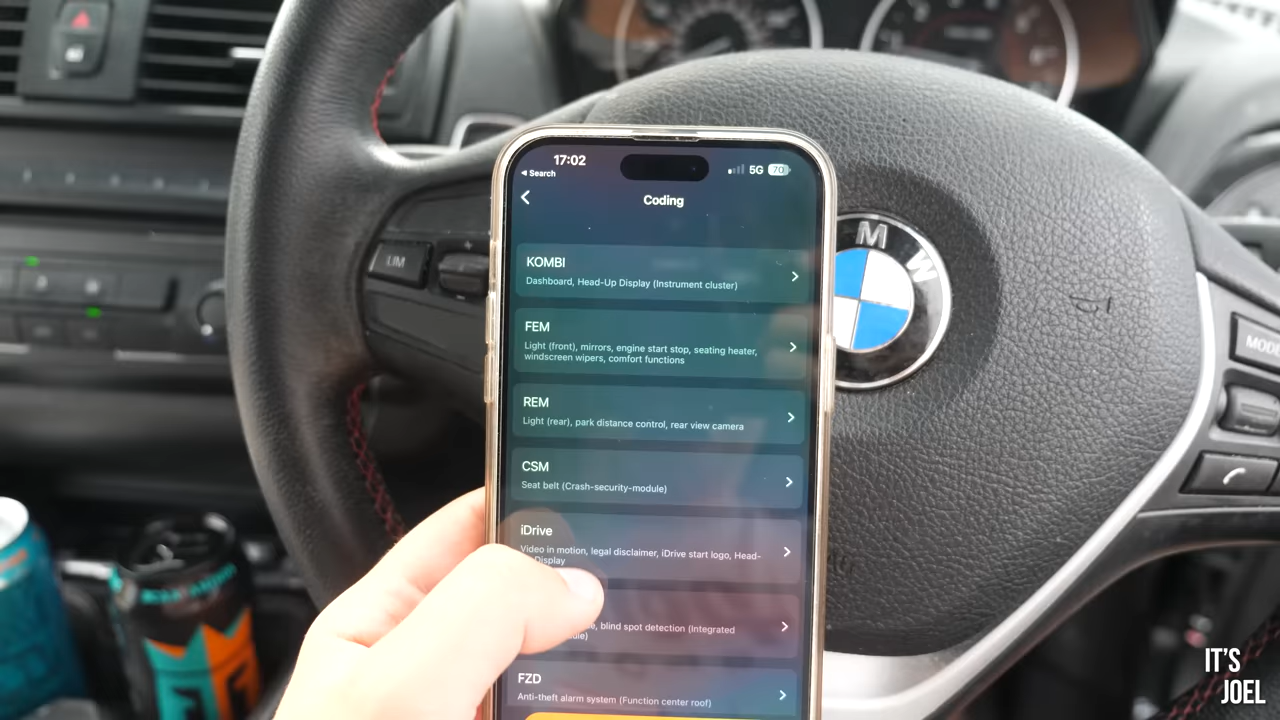 17:02
5G 70
Search
Coding
KOMBI
Dashboard, Head-Up Display (Instrument cluster)
FEM
Light (front), mirrors, engine start stop, seating heater,
windscreen wipers, comfort functions
REM
Light (rear), park distance control, rear view camera
CSM
Seat belt (Crash-security-module)
iDrive
Video in motion, legal disclaimer, iDrive start logo, Head-
Display
blind spot detection (Integrated
FZD
Anti-theft alarm system (Function center roof)
LIM
M W
IT'S
JOEL